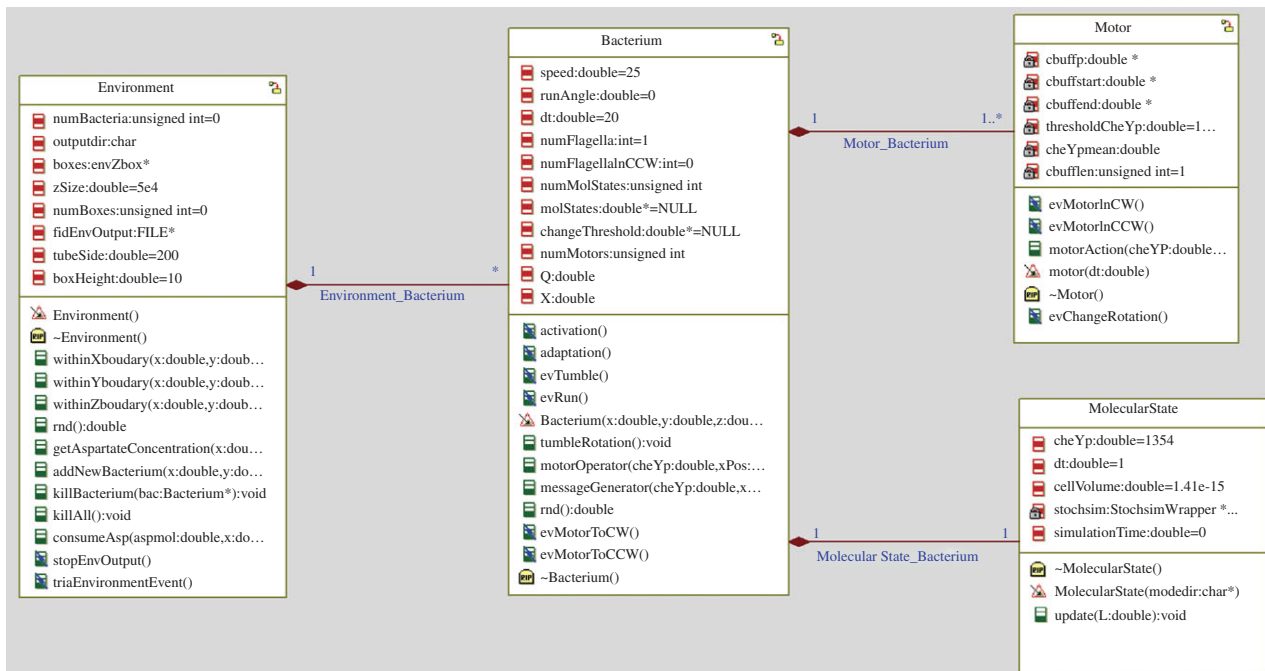 Environment
numBacteria:unsigned int=0
outputdir:char
boxes:envZbox*
zSize:double=5e4
numBoxes:unsigned int=0
fidEnvOutput:FILE*
tubeSide:double=200
boxHeight:double=10
Environment()
~Environment()
withinXboudary(x:double,y:doub…
withinYboudary(x:double,y:doub…
withinZboudary(x:double,y:doub…
rnd():double
getAspartateConcentration(x:dou…
addNewBacterium(x:double,y:do…
killBacterium(bac:Bacterium*):void
killAll():void
consumeAsp(aspmol:double,x:do…
stopEnvOutput()
triaEnvironmentEvent()
1
*
Environment_Bacterium
Bacterium
speed:double=25
runAngle:double=0
dt:double=20
numFlagella:int=1
numFlagellalnCCW:int=0
numMolStates:unsigned int
molStates:double*=NULL
changeThreshold:double*=NULL
numMotors:unsigned int
Q:double
X:double
activation()
adaptation()
evTumble()
evRun()
Bacterium(x:double,y:double,z:dou…
tumbleRotation():void
motorOperator(cheYp:double,xPos:…
messageGenerator(cheYp:double,x…
rnd():double
evMotorToCW()
evMotorToCCW()
~Bacterium()
1
1..*
Motor_Bacterium
Motor
cbuffp:double *
cbuffstart:double *
cbuffend:double *
thresholdCheYp:double=1…
cheYpmean:double
cbufflen:unsigned int=1
evMotorlnCW()
evMotorlnCCW()
motorAction(cheYP:double…
motor(dt:double)
~Motor()
evChangeRotation()
1
1
Molecular State_Bacterium
MolecularState
cheYp:double=1354
dt:double=1
cellVolume:double=1.41e-15
stochsim:StochsimWrapper *...
simulationTime:double=0
~MolecularState()
MolecularState(modedir:char*)
update(L:double):void